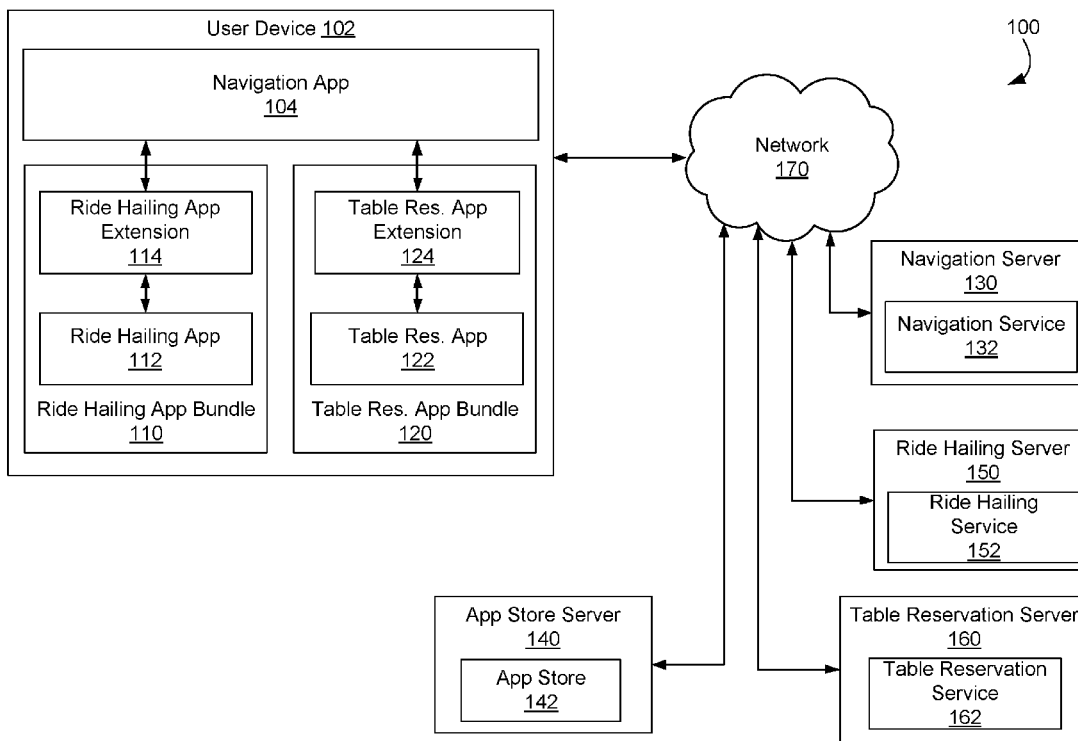 User Device 102
Navigation App
104
Ride Hailing App
Extension
114
Ride Hailing App
112
Ride Hailing App Bundle
110
Table Res. App
Extension
124
Table Res. App
122
Table Res. App Bundle
120
100
Network
170
Navigation Server
130
Navigation Service
132
Ride Hailing Server
150
Ride Hailing
Service
152
App Store Server
140
App Store
142
Table Reservation Server
160
Table Reservation
Service
162